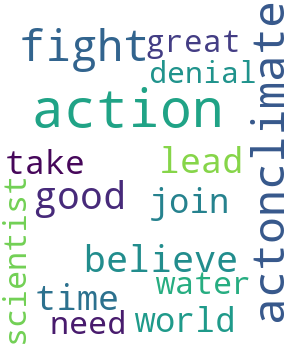 fight
great
denial
action
actonclimate
take
lead
good
join
scientist
believe
water
time
need
world